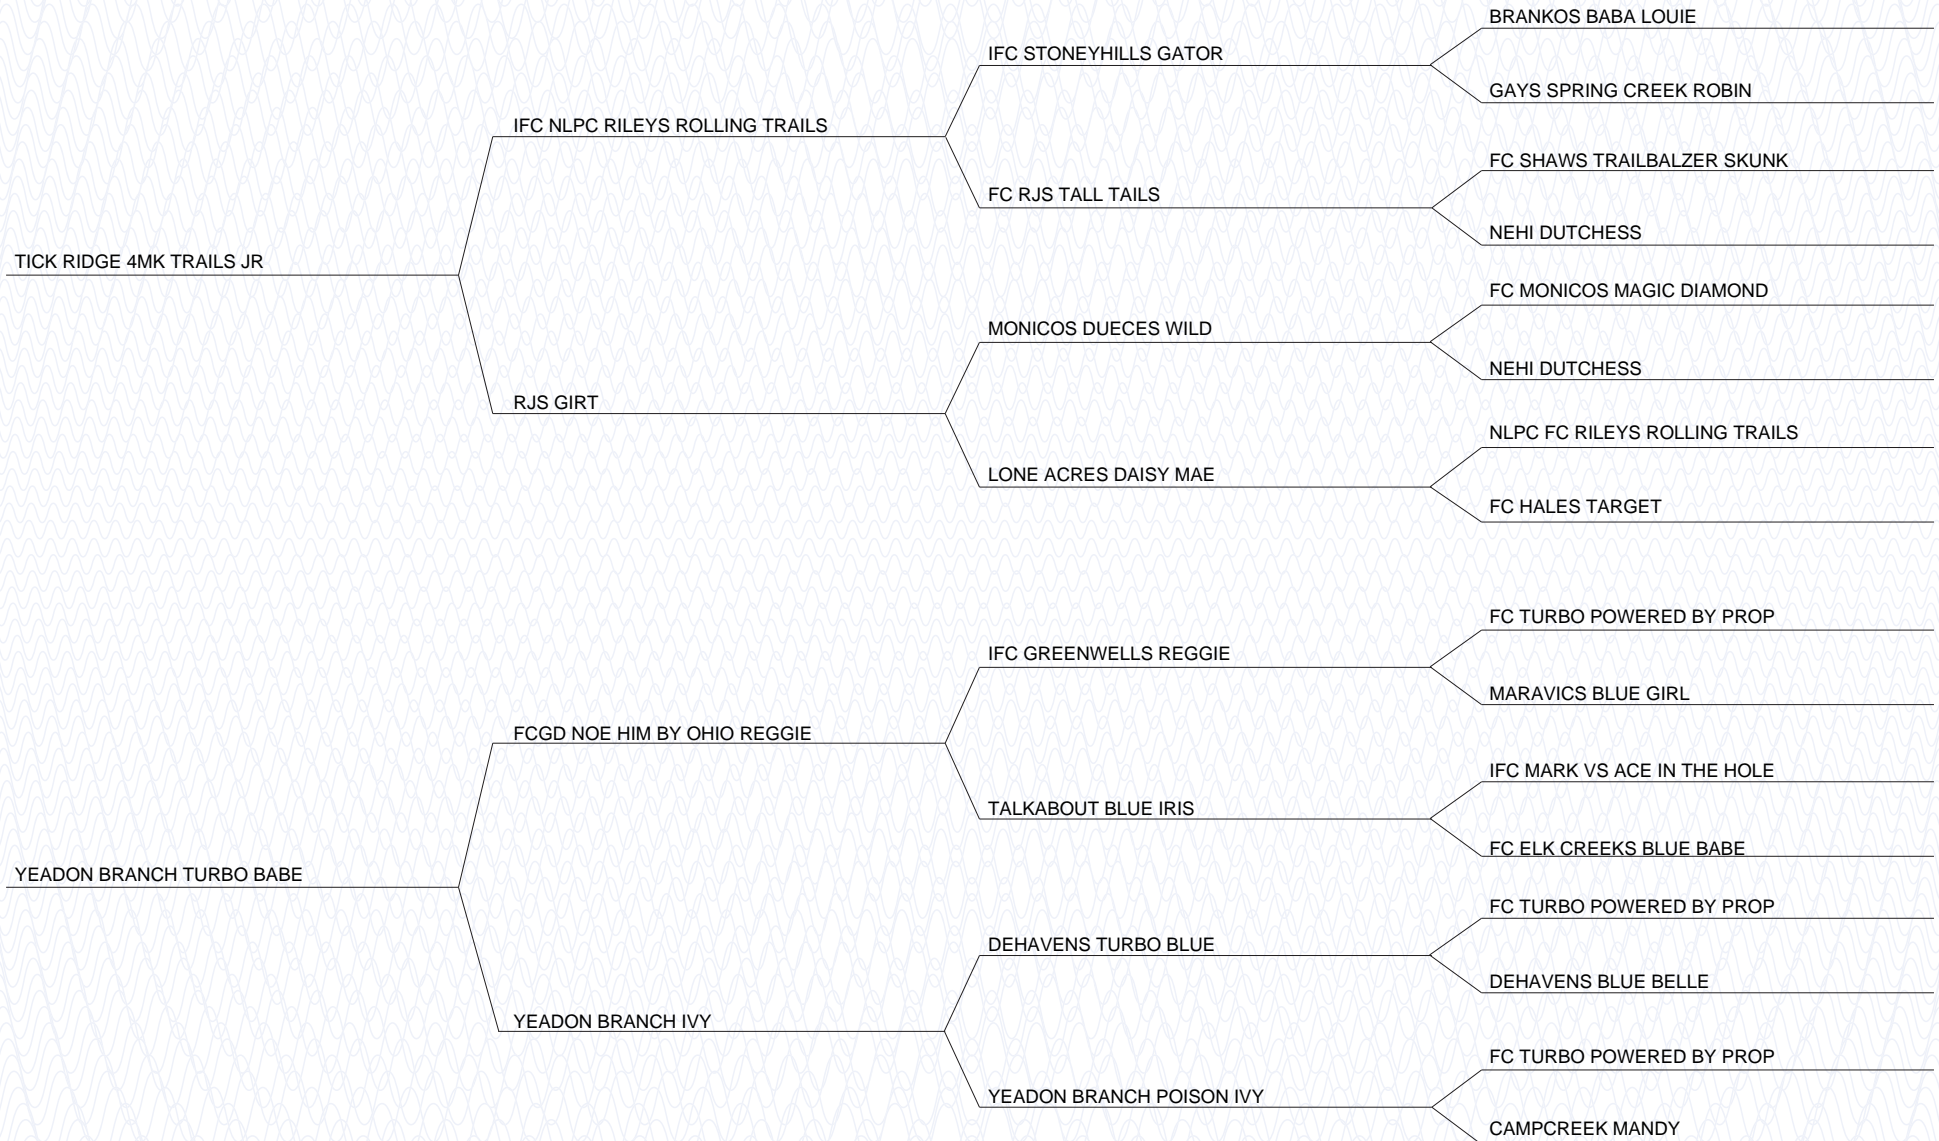 BRANKOS BABA LOUIE
IFC STONEYHILLS GATOR
GAYS SPRING CREEK ROBIN
IFC NLPC RILEYS ROLLING TRAILS
FC SHAWS TRAILBALZER SKUNK
FC RJS TALL TAILS
NEHI DUTCHESS
TICK RIDGE 4MK TRAILS JR
FC MONICOS MAGIC DIAMOND
MONICOS DUECES WILD
NEHI DUTCHESS
RJS GIRT
NLPC FC RILEYS ROLLING TRAILS
LONE ACRES DAISY MAE
FC HALES TARGET
FC TURBO POWERED BY PROP
IFC GREENWELLS REGGIE
MARAVICS BLUE GIRL
FCGD NOE HIM BY OHIO REGGIE
IFC MARK VS ACE IN THE HOLE
TALKABOUT BLUE IRIS
FC ELK CREEKS BLUE BABE
YEADON BRANCH TURBO BABE
FC TURBO POWERED BY PROP
DEHAVENS TURBO BLUE
DEHAVENS BLUE BELLE
YEADON BRANCH IVY
FC TURBO POWERED BY PROP
YEADON BRANCH POISON IVY
CAMPCREEK MANDY